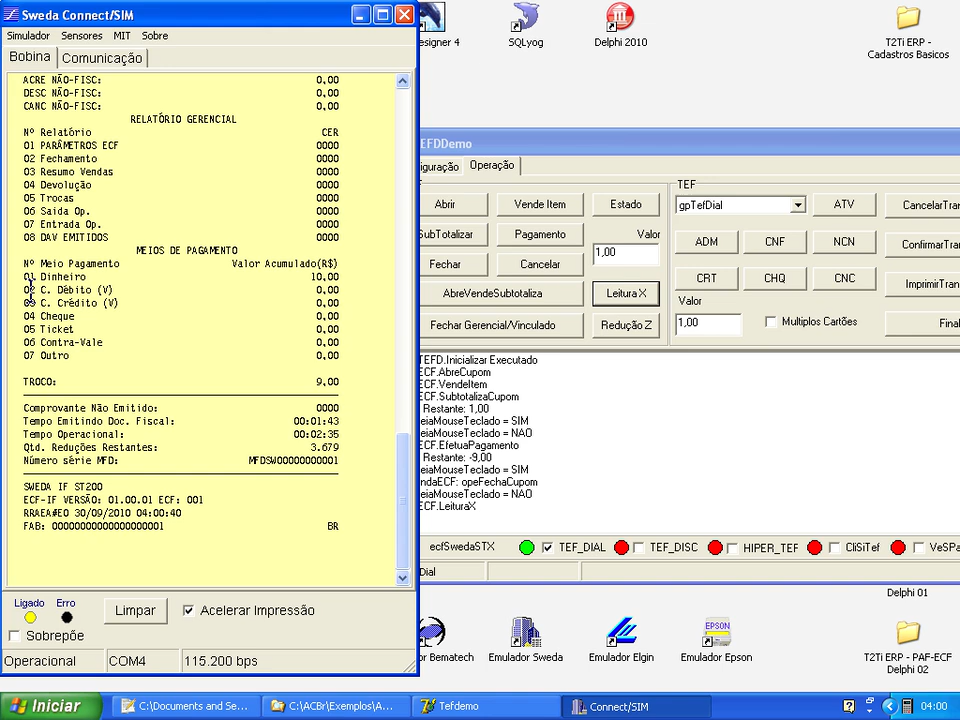 Sweda Connect/SIM
Simulador Sensores MIT Sobre
Bobina Comunicação
ACRE NÃO-FISC: 0,00
DESC NÃO-FISC: 0,00
CANC NÃO-FISC: 0,00
RELATÓRIO GERENCIAL
Nº Relatório CER
01 PARÂMETROS ECF 0000
02 Fechamento 0000
03 Resumo Vendas 0000
04 Devolução 0000
05 Trocas 0000
06 Saida Op. 0000
07 Entrada Op. 0000
08 DAV EMITIDOS 0000
MEIOS DE PAGAMENTO
Nº Meio Pagamento Valor Acumulado(R$)
01 Dinheiro 10,00
02 C. Débito (V) 0,00
03 C. Crédito (V) 0,00
04 Cheque 0,00
05 Ticket 0,00
06 Contra-Vale 0,00
07 Outro 0,00
TROCO: 9,00
Comprovante Não Emitido: 0000
Tempo Emitindo Doc. Fiscal: 00:01:43
Tempo Operacional: 00:02:35
Qtd. Reduções Restantes: 3.679
Número série MFD: MFDSW00000000001
SWEDA IF ST200
ECF-IF VERSÃO: 01.00.01 ECF: 001
RRAEA#EO 30/09/2010 04:00:40
FAB: 00000000000000000001 BR
Ligado Erro
Limpar
Acelerar Impressão
Sobrepõe
Operacional COM4 115.200 bps
esigner 4
SQLyog
Delphi 2010
T2Ti ERP -
Cadastros Basicos
EFDDemo
iguração Operação
Abrir Vende Item Estado
SubTotalizar Pagamento Valor
1,00
Fechar Cancelar
AbreVendeSubtotaliza Leitura X
Fechar Gerencial/Vinculado Redução Z
TEF
gpTefDial ATV CancelarTran
ADM CNF NCN ConfirmarTran
CRT CHQ CNC ImprimirTran
Valor
1,00 Multiplos Cartões Final
TEFD.Inicializar Executado
ECF.AbreCupom
ECF.VendeItem
ECF.SubtotalizaCupom
Restante: 1,00
eiaMouseTeclado = SIM
eiaMouseTeclado = NAO
ECF.EfetuaPagamento
Restante: -9,00
eiaMouseTeclado = SIM
ndaECF: opeFechaCupom
eiaMouseTeclado = NAO
ECF.LeituraX
ecfSwedaSTX TEF_DIAL TEF_DISC HIPER_TEF CliSiTef VeSPa
Dial
Delphi 01
or Bematech
Emulador Sweda
Emulador Elgin
EPSON
Emulador Epson
T2Ti ERP - PAF-ECF
Delphi 02
Iniciar C:\Documents and Se... C:\ACBr\Exemplos\A... Tefdemo Connect/SIM 04:00